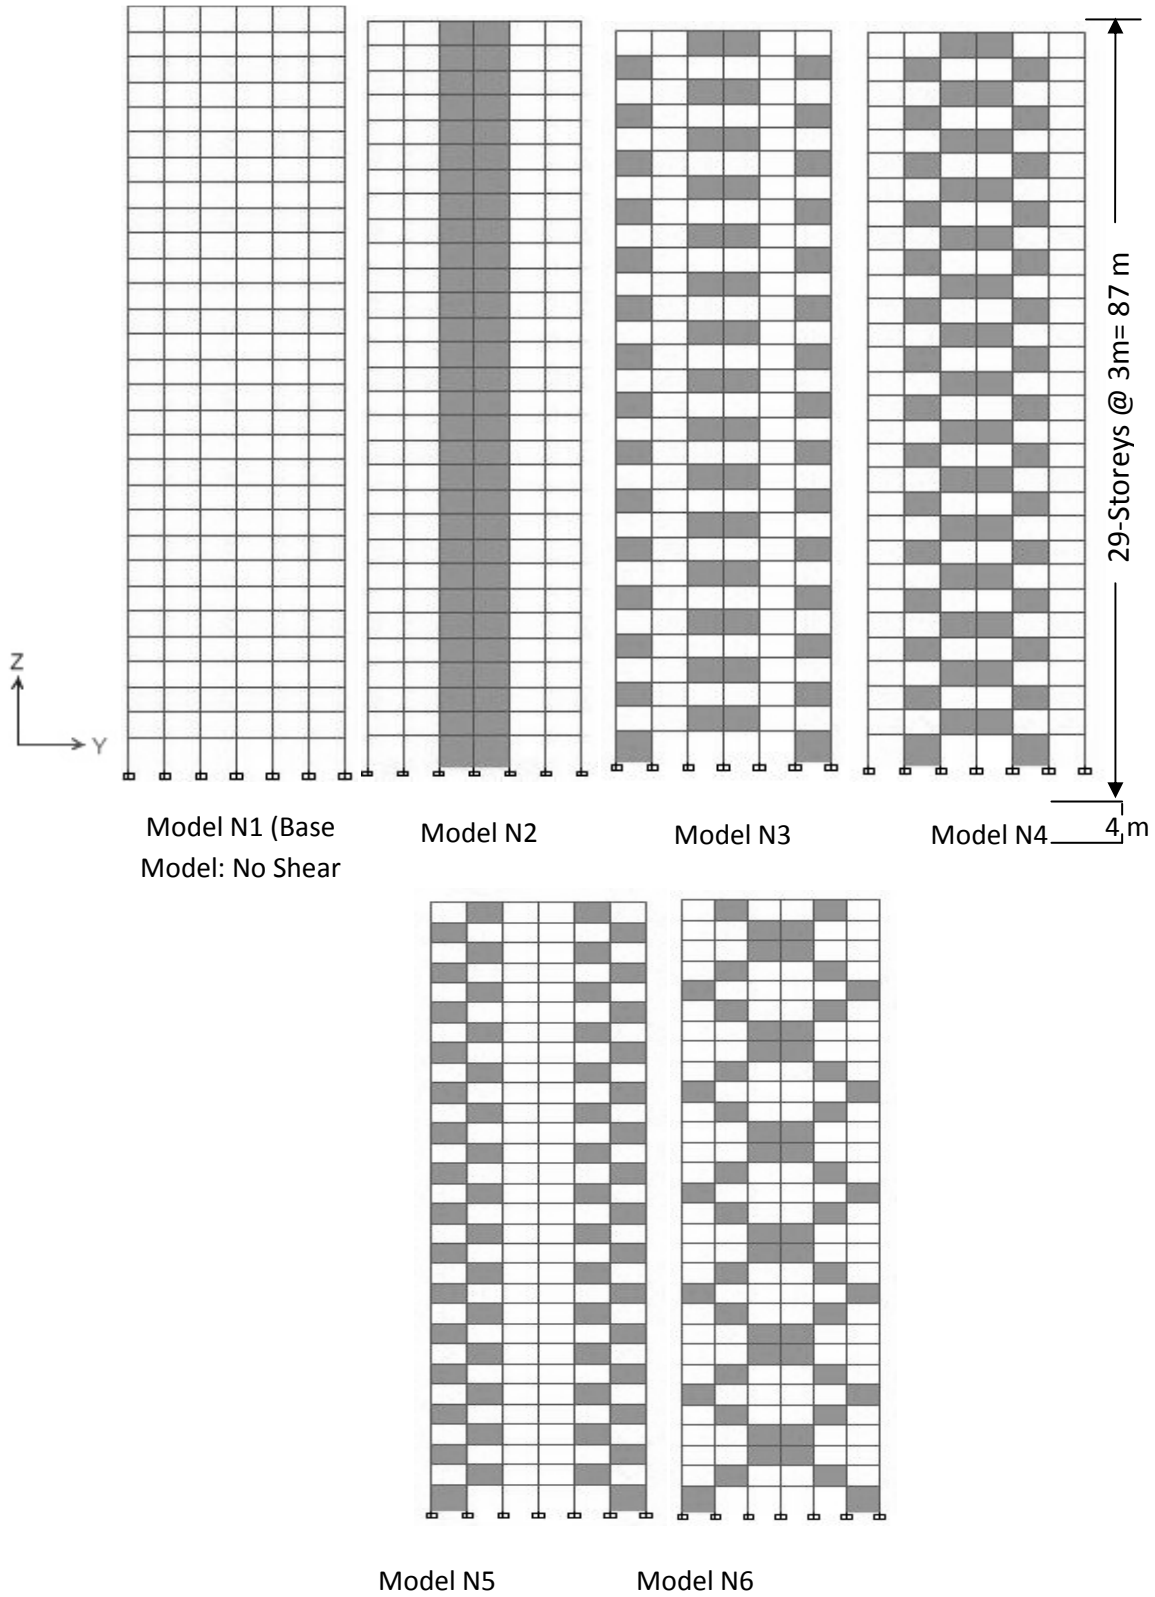 29-Storeys @ 3m= 87 m
Z
Y
Model N1 (Base
Model: No Shear
Model N2
Model N3
Model N4
4 m
Model N5
Model N6